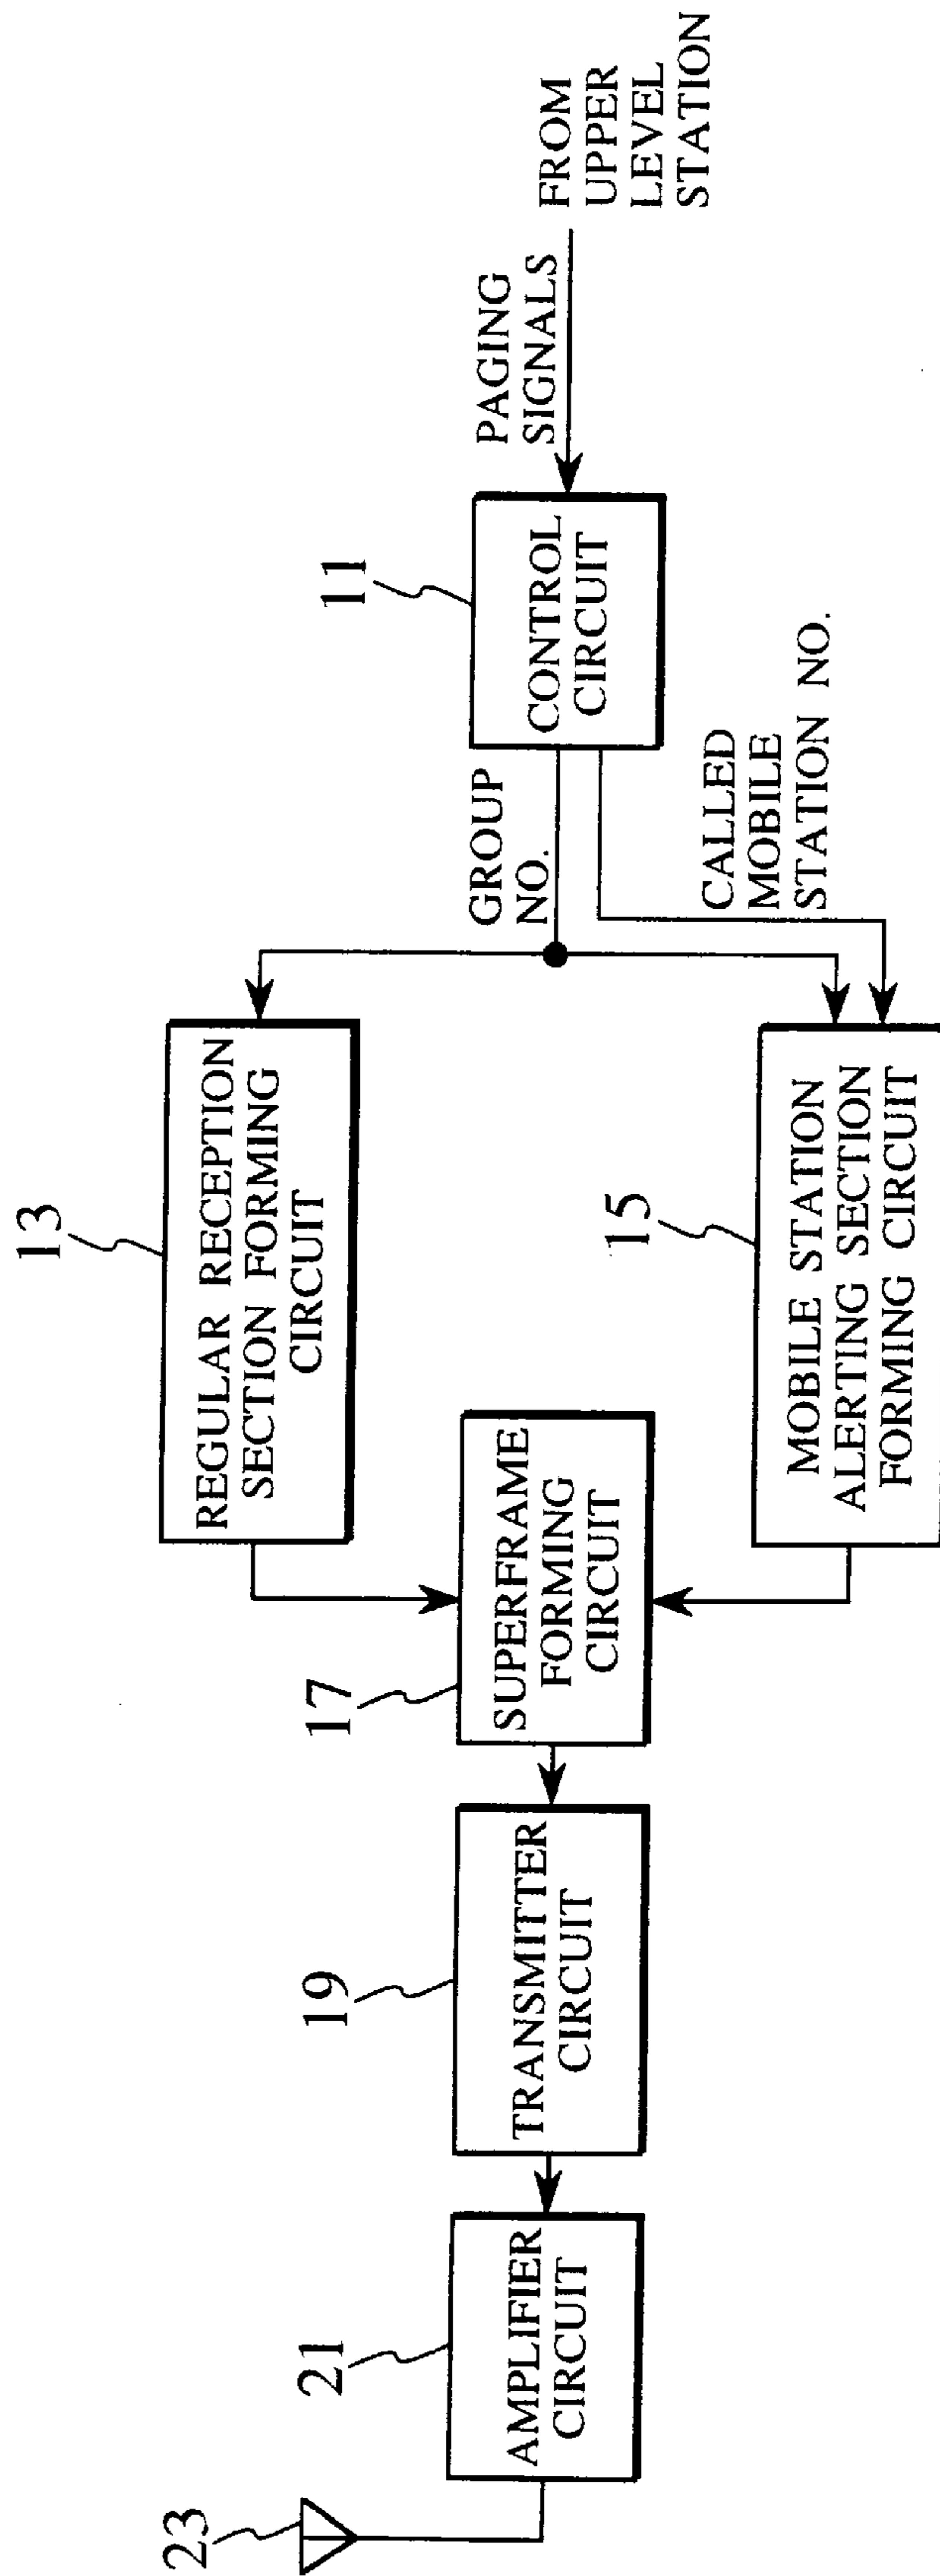 23
21
AMPLIFIER
CIRCUIT
19
TRANSMITTER
CIRCUIT
17
SUPERFRAME
FORMING
CIRCUIT
13
REGULAR RECEPTION
SECTION FORMING
CIRCUIT
15
MOBILE STATION
ALERTING SECTION
FORMING CIRCUIT
GROUP
NO.
CALLED
MOBILE
STATION NO.
11
CONTROL
CIRCUIT
PAGING
SIGNALS
FROM
UPPER
LEVEL
STATION